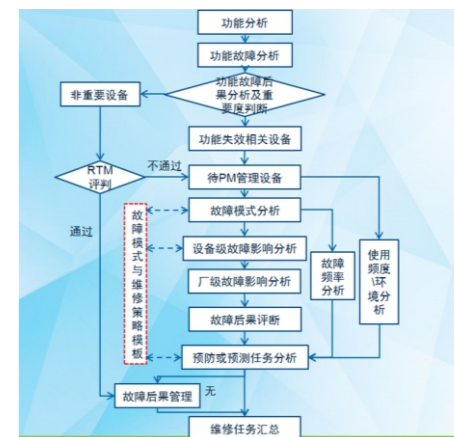 功能分析
功能故障分析
功能故障后
果分析及重
要度判断
非重要设备
功能失效相关设备
RTM
评判
不通过
待PM管理设备
通过
故障模式与维修策略模板
故障模式分析
设备级故障影响分析
故障
频率
分析
使用
频度
\环
境分
析
厂级故障影响分析
故障后果评断
预防或预测任务分析
故障后果管理
无
维修任务汇总